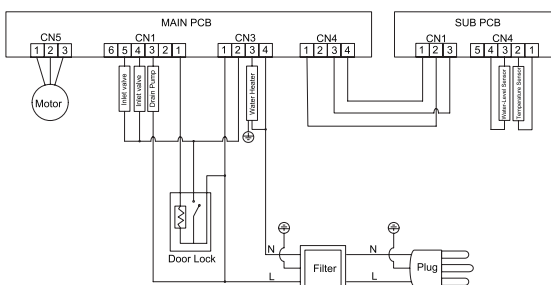 MAIN PCB
SUB PCB
CN5
CN1
CN3
CN4
CN1
CN4
1 2 3
6 5 4 3 2 1
1 2 3 4
1 2 3 4
1 2 3
5 4 3 2 1
Motor
Inlet valve
Inlet valve
Drain Pump
Water Heater
Water-Level Sensor
Temperature Sensor
Door Lock
N
N
L
L
Filter
Plug